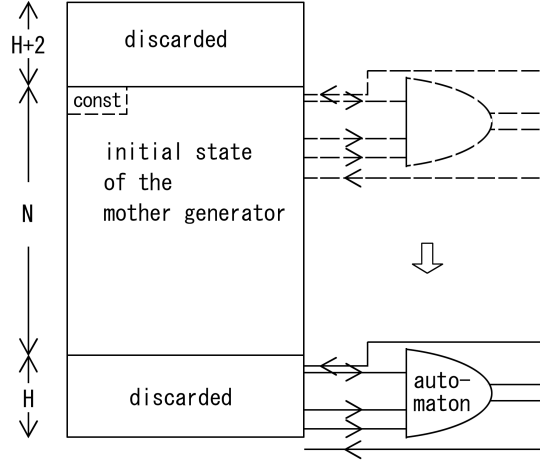 discarded
H+2
const
initial state
of the
mother generator
N
discarded
H
auto-
maton